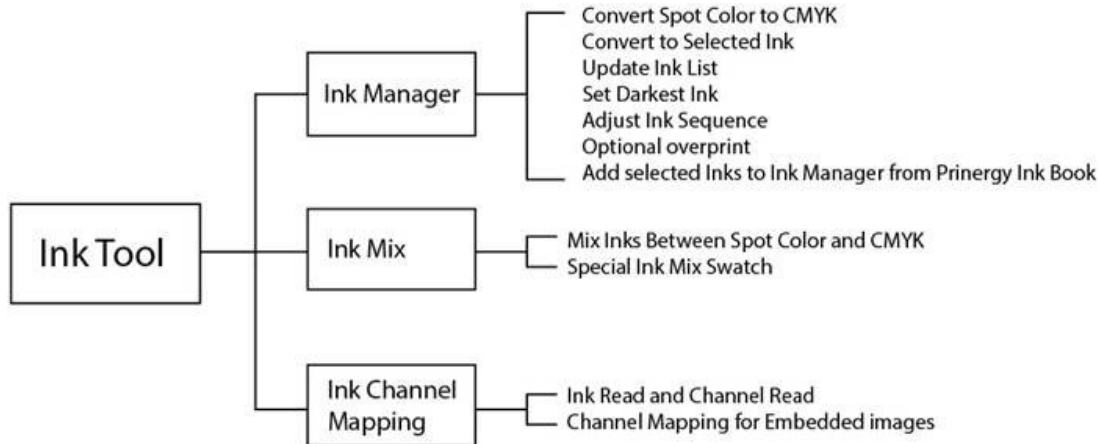 Convert Spot Color to CMYK
Convert to Selected Ink
Update Ink List
Set Darkest Ink
Adjust Ink Sequence
Optional overprint
Add selected Inks to Ink Manager from Prinergy Ink Book
Ink Manager
Ink Tool
Ink Mix
Mix Inks Between Spot Color and CMYK
Special Ink Mix Swatch
Ink Channel
Mapping
Ink Read and Channel Read
Channel Mapping for Embedded images